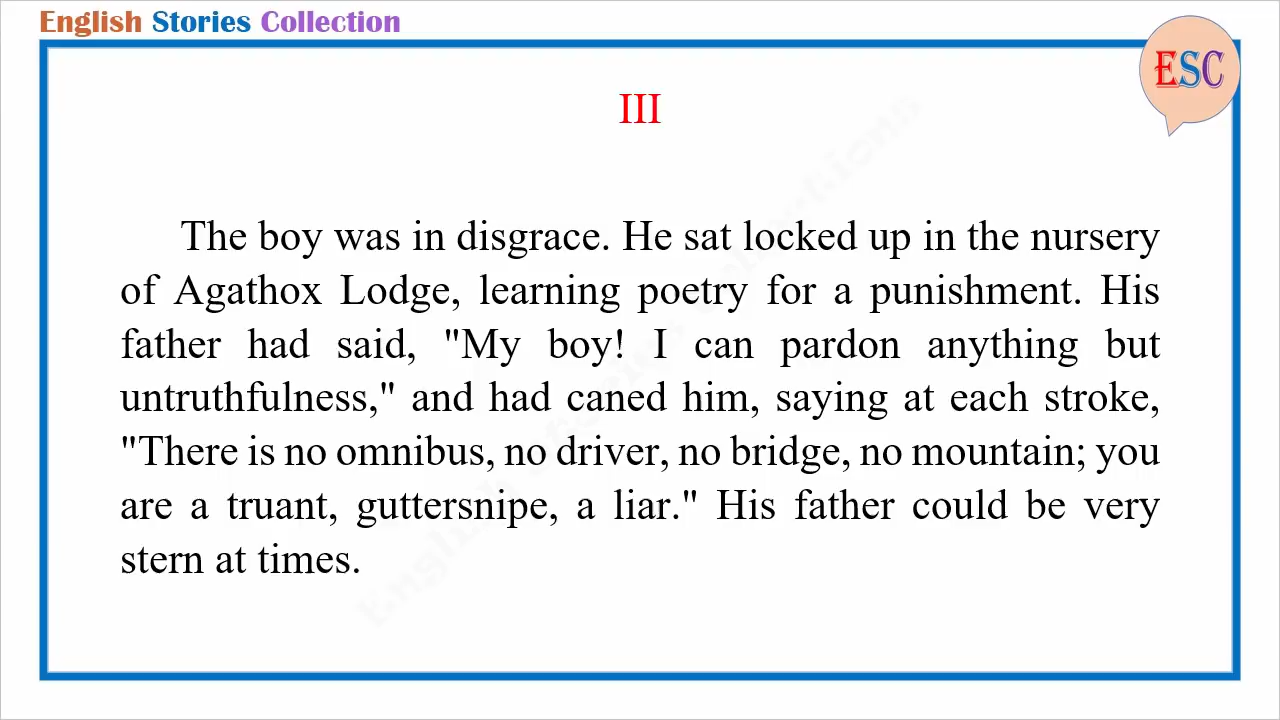 English Stories Collection
ESC
III
The boy was in disgrace. He sat locked up in the nursery
of Agathox Lodge, learning poetry for a punishment. His
father had said, "My boy! I can pardon anything but
untruthfulness," and had caned him, saying at each stroke,
"There is no omnibus, no driver, no bridge, no mountain; you
are a truant, guttersnipe, a liar." His father could be very
stern at times.